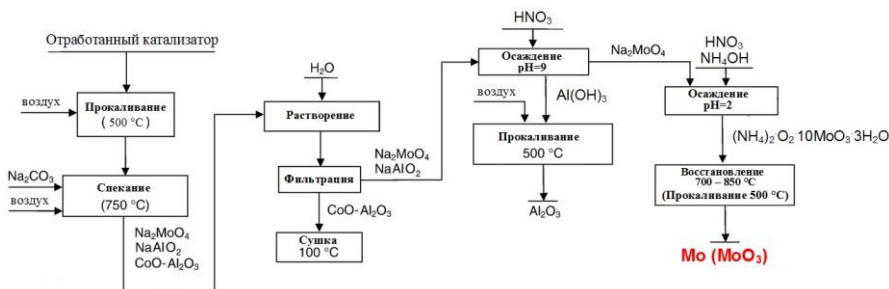 Отработанный катализатор
воздух
Прокаливание
( 500 °С )
Na₂CO₃
воздух
Спекание
(750 °С)
Na₂MoO₄
NaAlO₂
CoO-Al₂O₃
H₂O
Растворение
Фильтрация
Na₂MoO₄
NaAlO₂
CoO-Al₂O₃
Сушка
100 °С
HNO₃
Осаждение
pH=9
Al(OH)₃
воздух
Прокаливание
500 °С
Al₂O₃
Na₂MoO₄
HNO₃
NH₄OH
Осаждение
pH=2
(NH₄)₂O₂·10MoO₃·3H₂O
Восстановление
700 – 850 °С
(Прокаливание 500 °С)
Mo (MoO₃)